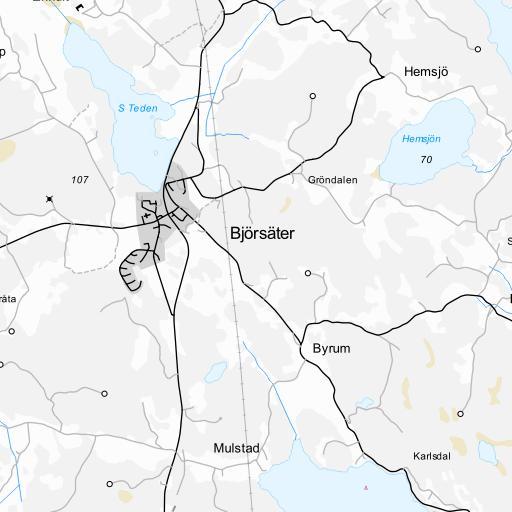 S Teden
Hemsjö
Hemsjön
70
107
Gröndalen
Björsäter
Byrum
Mulstad
Karlsdal